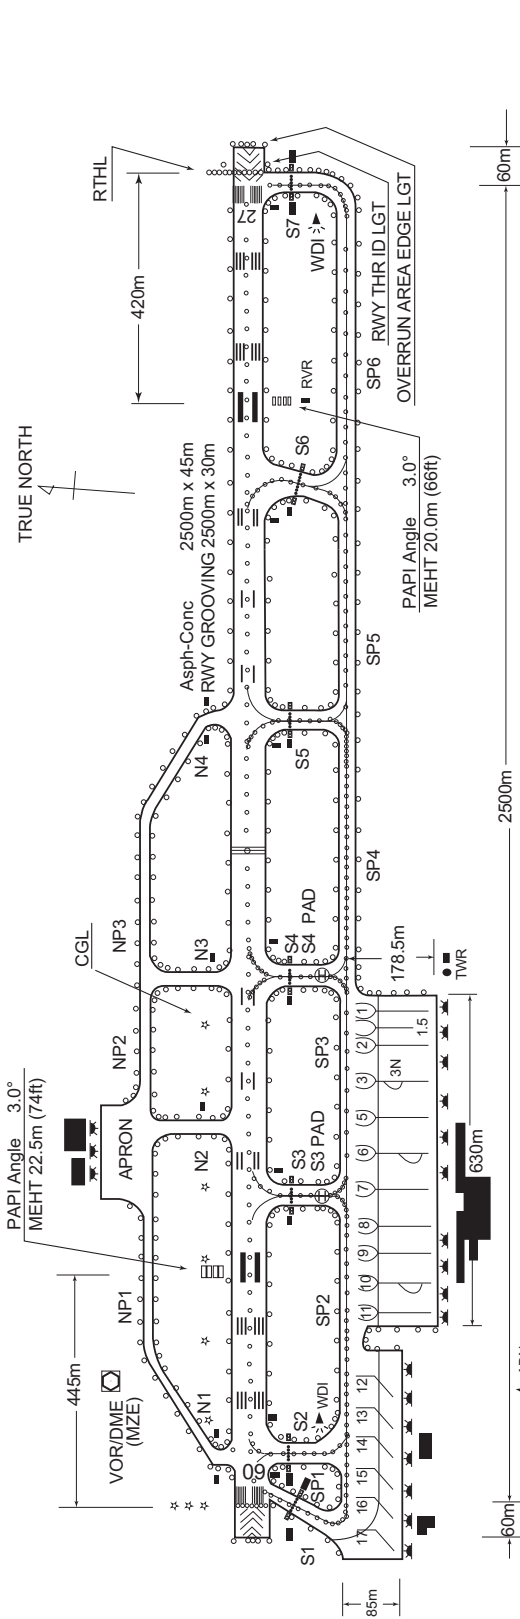 TRUE NORTH
PAPI Angle 3.0°
MEHT 22.5m (74ft)
445m
VOR/DME
(MZE)
CGL
NP1
APRON
NP2
NP3
N1
N2
N3
N4
Asph-Conc 2500m x 45m
RWY GROOVING 2500m x 30m
420m
RTHL
09
27
S1
SP1
S2
WDI
SP2
S3
S3 PAD
H
SP3
S4
S4 PAD
H
SP4
S5
SP5
S6
RVR
SP6
S7
WDI
RWY THR ID LGT
OVERRUN AREA EDGE LGT
PAPI Angle 3.0°
MEHT 20.0m (66ft)
178.5m
TWR
17
16
15
14
13
12
11
10
9
8
7
6
5
3
3N
2
1.5
1
85m
630m
60m
2500m
60m